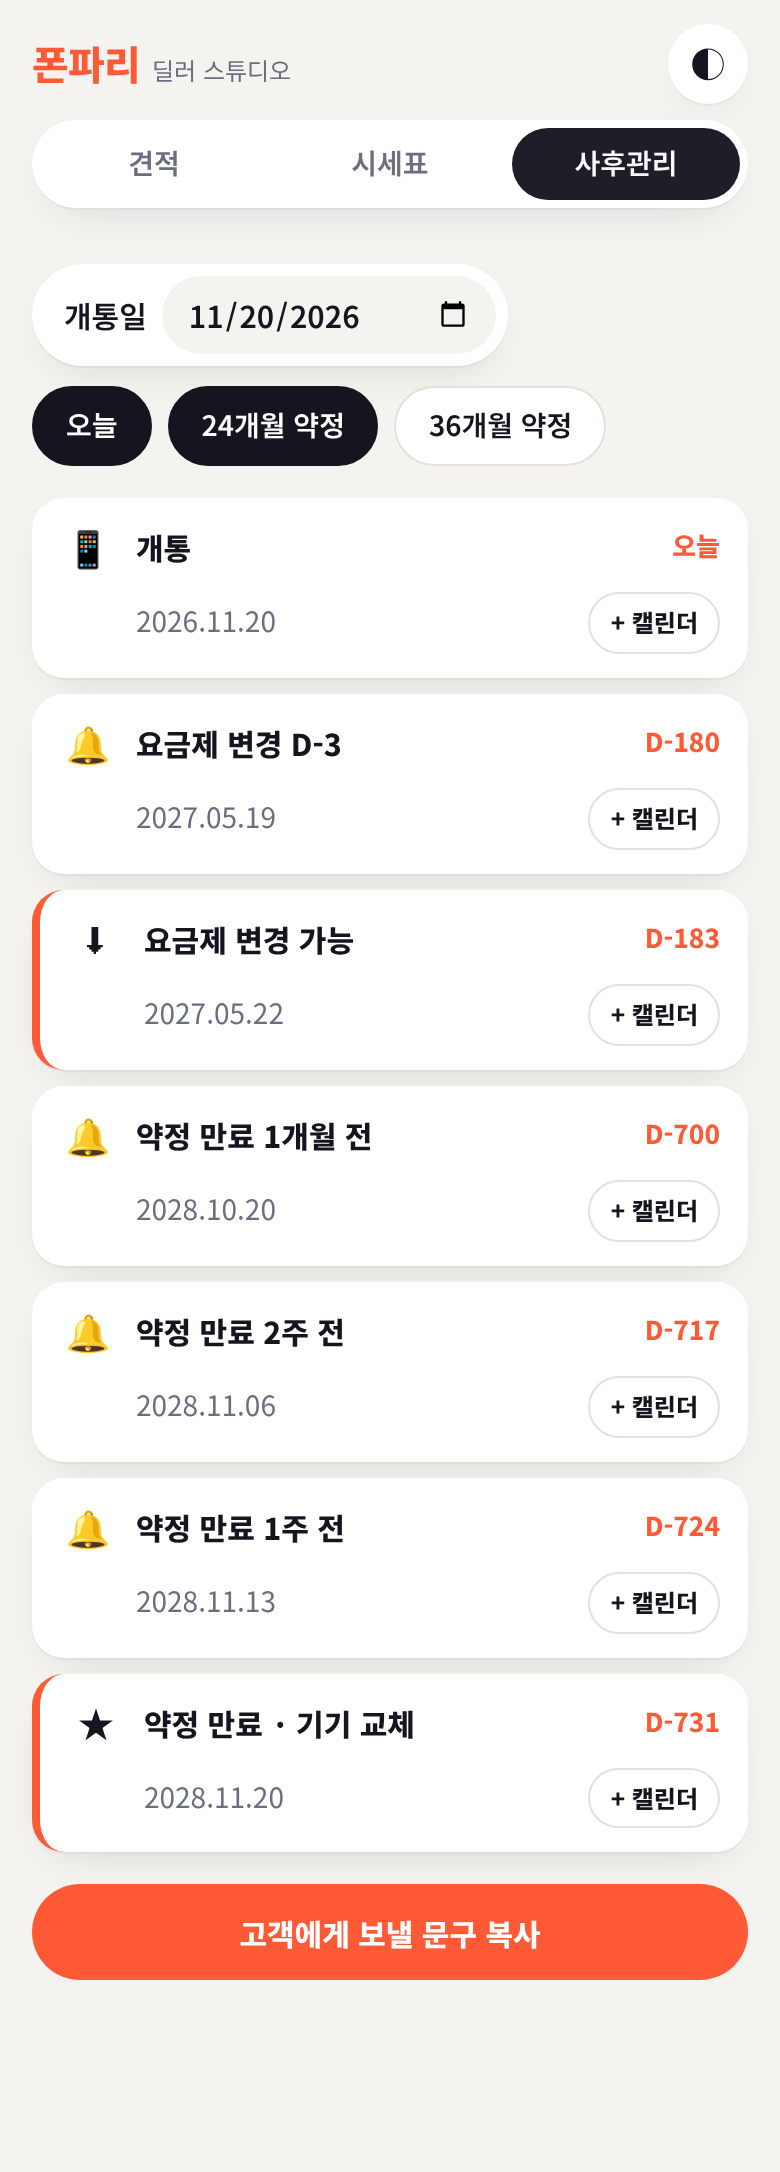 폰파리 딜러 스튜디오
견적 시세표 사후관리
개통일 11/20/2026
오늘 24개월 약정 36개월 약정
개통 오늘
2026.11.20 + 캘린더
요금제 변경 D-3 D-180
2027.05.19 + 캘린더
요금제 변경 가능 D-183
2027.05.22 + 캘린더
약정 만료 1개월 전 D-700
2028.10.20 + 캘린더
약정 만료 2주 전 D-717
2028.11.06 + 캘린더
약정 만료 1주 전 D-724
2028.11.13 + 캘린더
약정 만료 · 기기 교체 D-731
2028.11.20 + 캘린더
고객에게 보낼 문구 복사